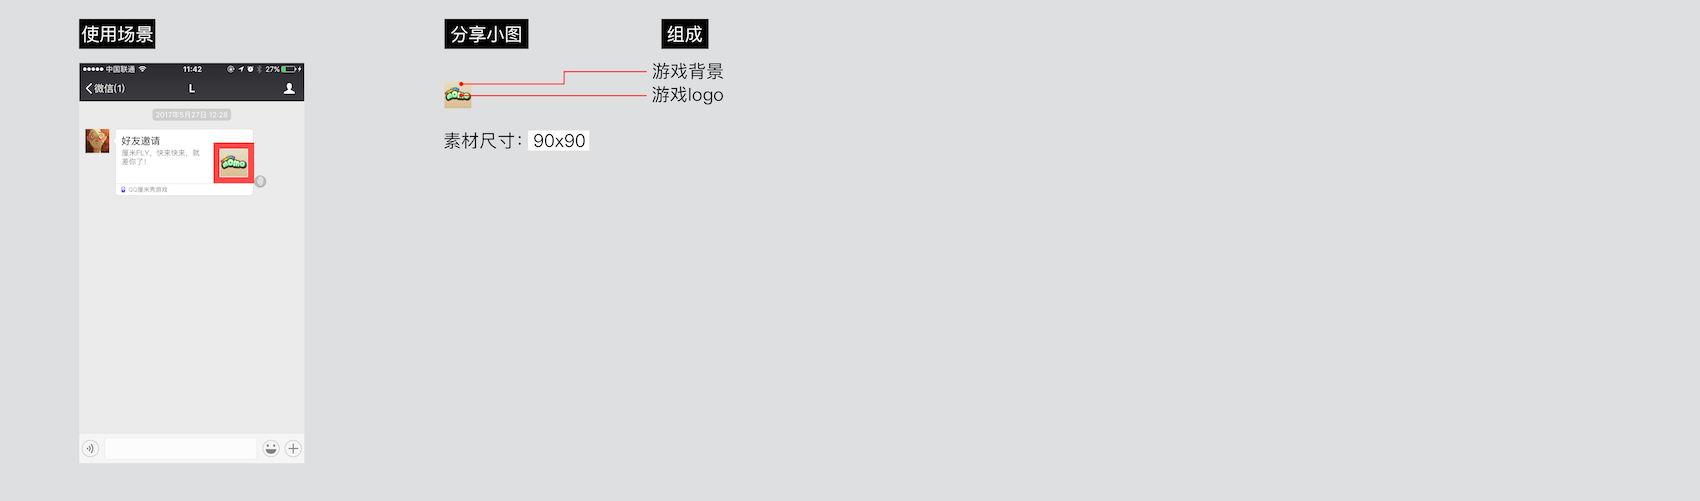 使用场景
分享小图
组成
中国联通
11:42
27%
微信(1)
L
2017年5月27日 12:28
好友邀请
厘米FLY，快来快来，就
差你了！
QQ厘米秀游戏
游戏背景
游戏logo
素材尺寸：90x90